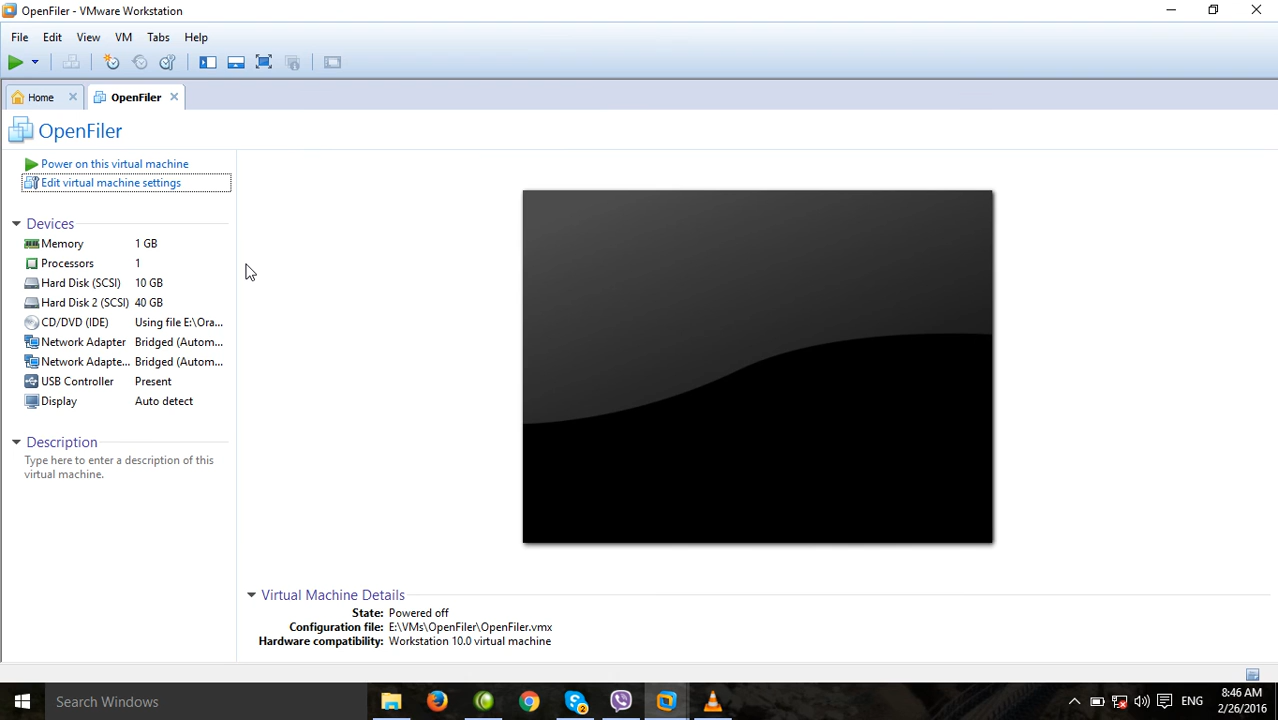 OpenFiler - VMware Workstation
File Edit View VM Tabs Help
Home OpenFiler
OpenFiler
Power on this virtual machine
Edit virtual machine settings
Devices
Memory 1 GB
Processors 1
Hard Disk (SCSI) 10 GB
Hard Disk 2 (SCSI) 40 GB
CD/DVD (IDE) Using file E:\Ora...
Network Adapter Bridged (Autom...
Network Adapte... Bridged (Autom...
USB Controller Present
Display Auto detect
Description
Type here to enter a description of this
virtual machine.
Virtual Machine Details
State: Powered off
Configuration file: E:\VMs\OpenFiler\OpenFiler.vmx
Hardware compatibility: Workstation 10.0 virtual machine
Search Windows
2
ENG
8:46 AM
2/26/2016